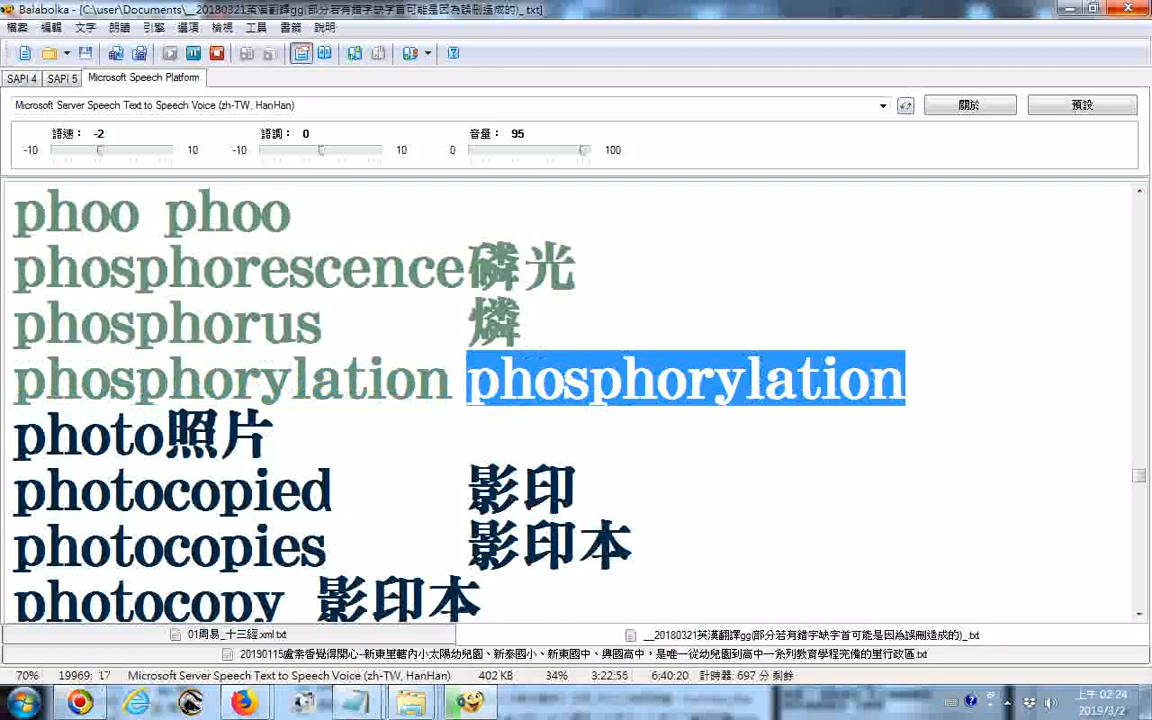 Balabolka - [C:\user\Documents\__20180321英漢翻譯gg(部分若有錯字缺字首可能是因為誤刪造成的)_.txt]
檔案 編輯 文字 朗讀 引擎 選項 檢視 工具 書籤 說明
SAPI 4 SAPI 5 Microsoft Speech Platform
Microsoft Server Speech Text to Speech Voice (zh-TW, HanHan) 關於 預設
語速： -2 語調： 0 音量： 95
-10 10 -10 10 0 100
phoo phoo
phosphorescence磷光
phosphorus 燐
phosphorylation phosphorylation
photo照片
photocopied 影印
photocopies 影印本
photocopy 影印本
01周易_十三經.xml.txt __20180321英漢翻譯gg(部分若有錯字缺字首可能是因為誤刪造成的)_.txt
20190115盧素香覺得開心-新東里轄內小太陽幼兒園、新泰國小、新東國中、興國高中，是唯一從幼兒園到高中一系列教育學程完備的里行政區.txt
70% 19969: 17 Microsoft Server Speech Text to Speech Voice (zh-TW, HanHan) 402 KB 34% 3:22:55 6:40:20 計時器: 697 分 剩餘
上午 02:24
2019/3/2